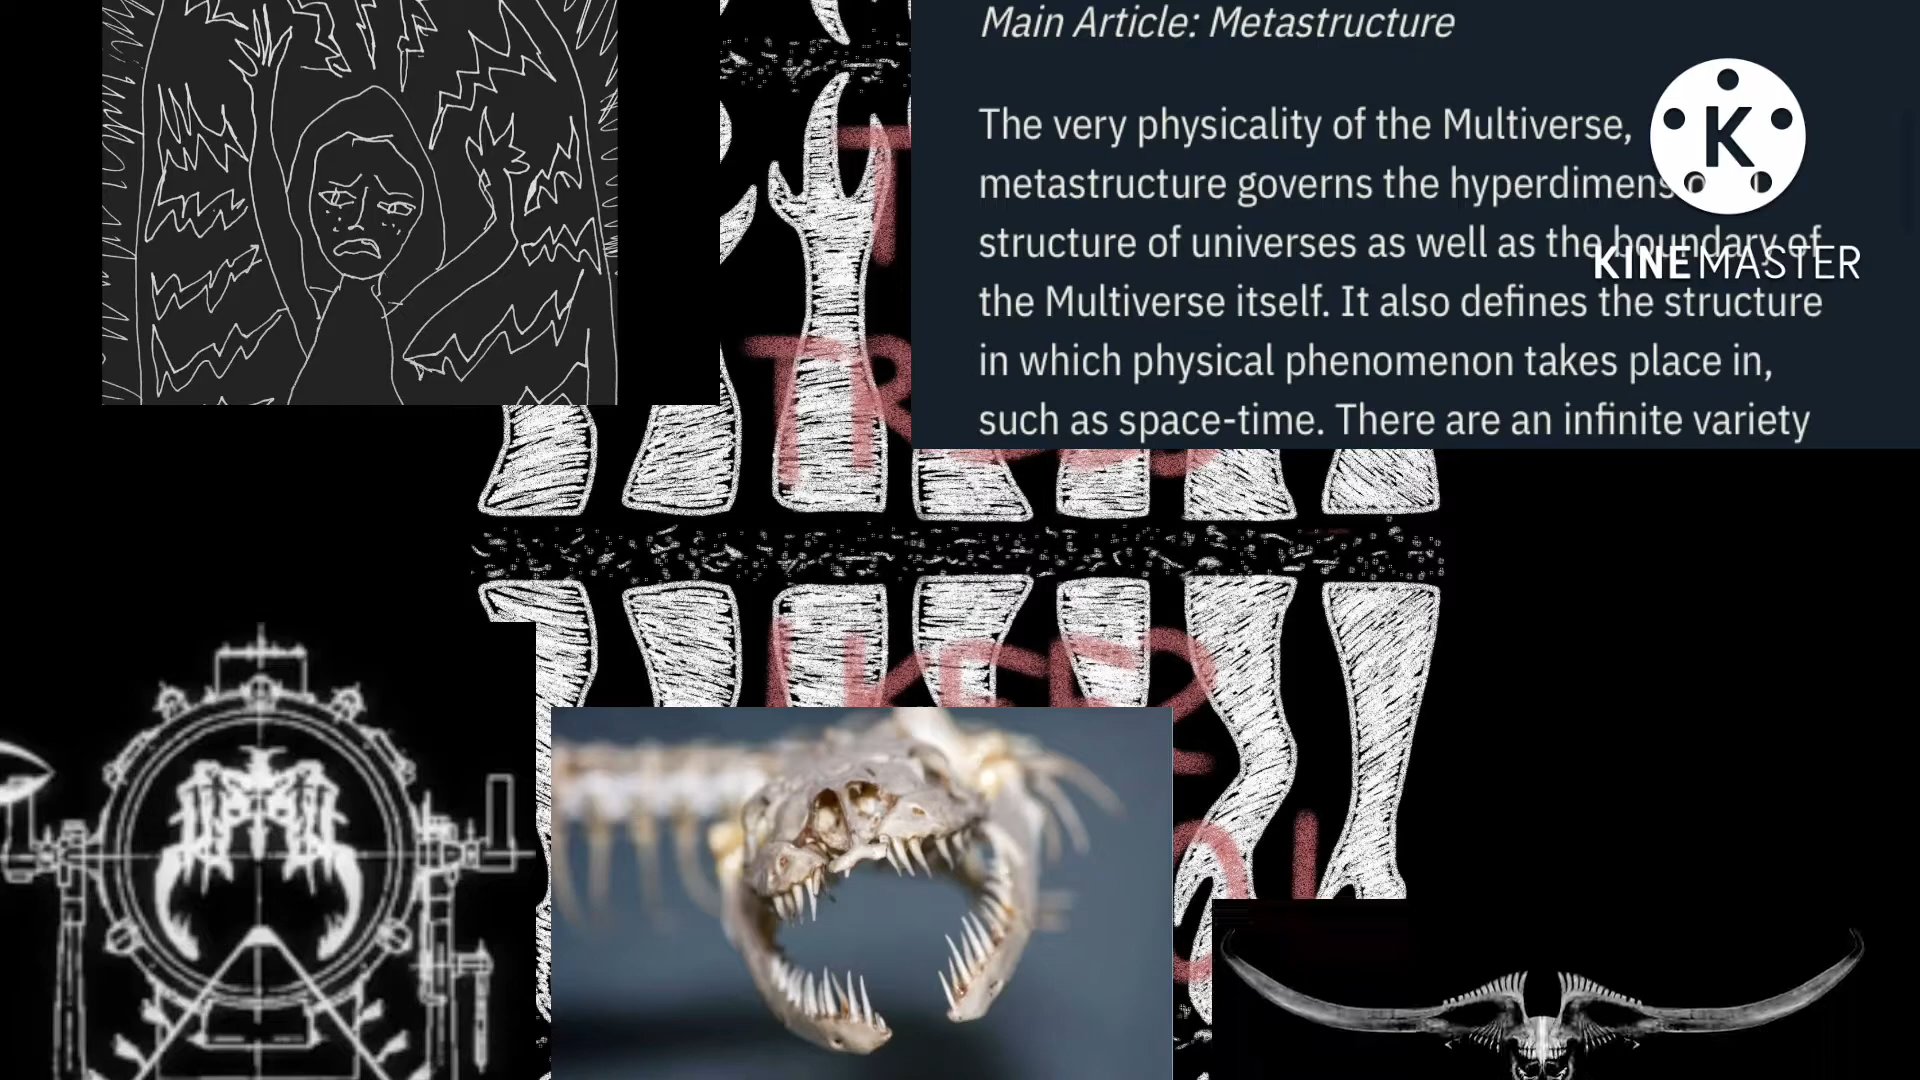 Main Article: Metastructure
The very physicality of the Multiverse,
metastructure governs the
structure of universes as well as the boundary of
the Multiverse itself. It also defines the structure
in which physical phenomenon takes place in,
such as space-time. There are an infinite variety
K
KINEMASTER